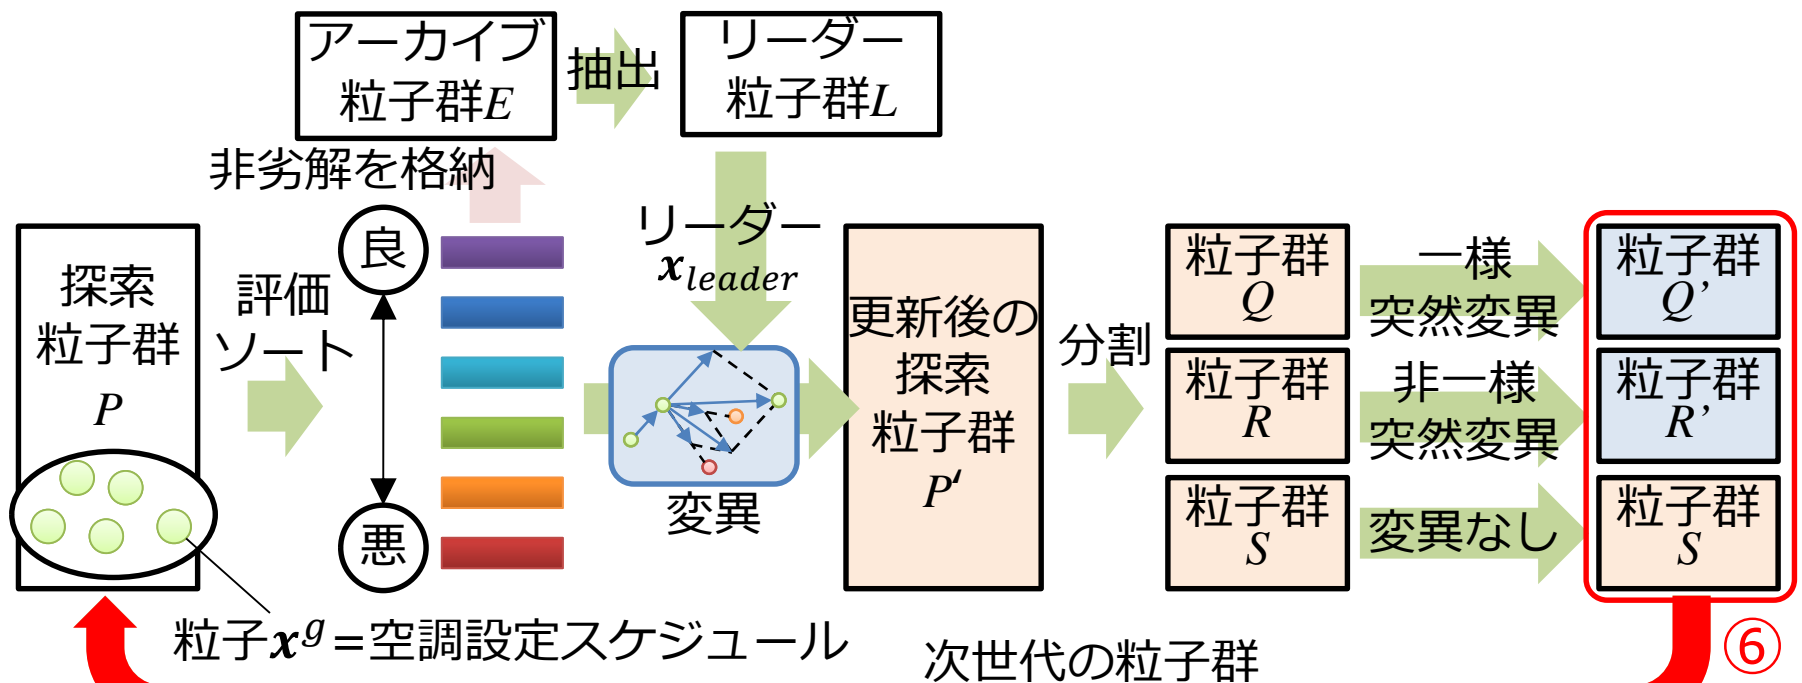 アーカイブ
粒子群E
抽出
リーダー
粒子群L
非劣解を格納
探索
粒子群
P
評価
ソート
良
悪
リーダー
x_leader
変異
更新後の
探索
粒子群
P'
分割
粒子群
Q
粒子群
R
粒子群
S
一様
突然変異
非一様
突然変異
変異なし
粒子群
Q’
粒子群
R’
粒子群
S
粒子x^g=空調設定スケジュール
次世代の粒子群
⑥